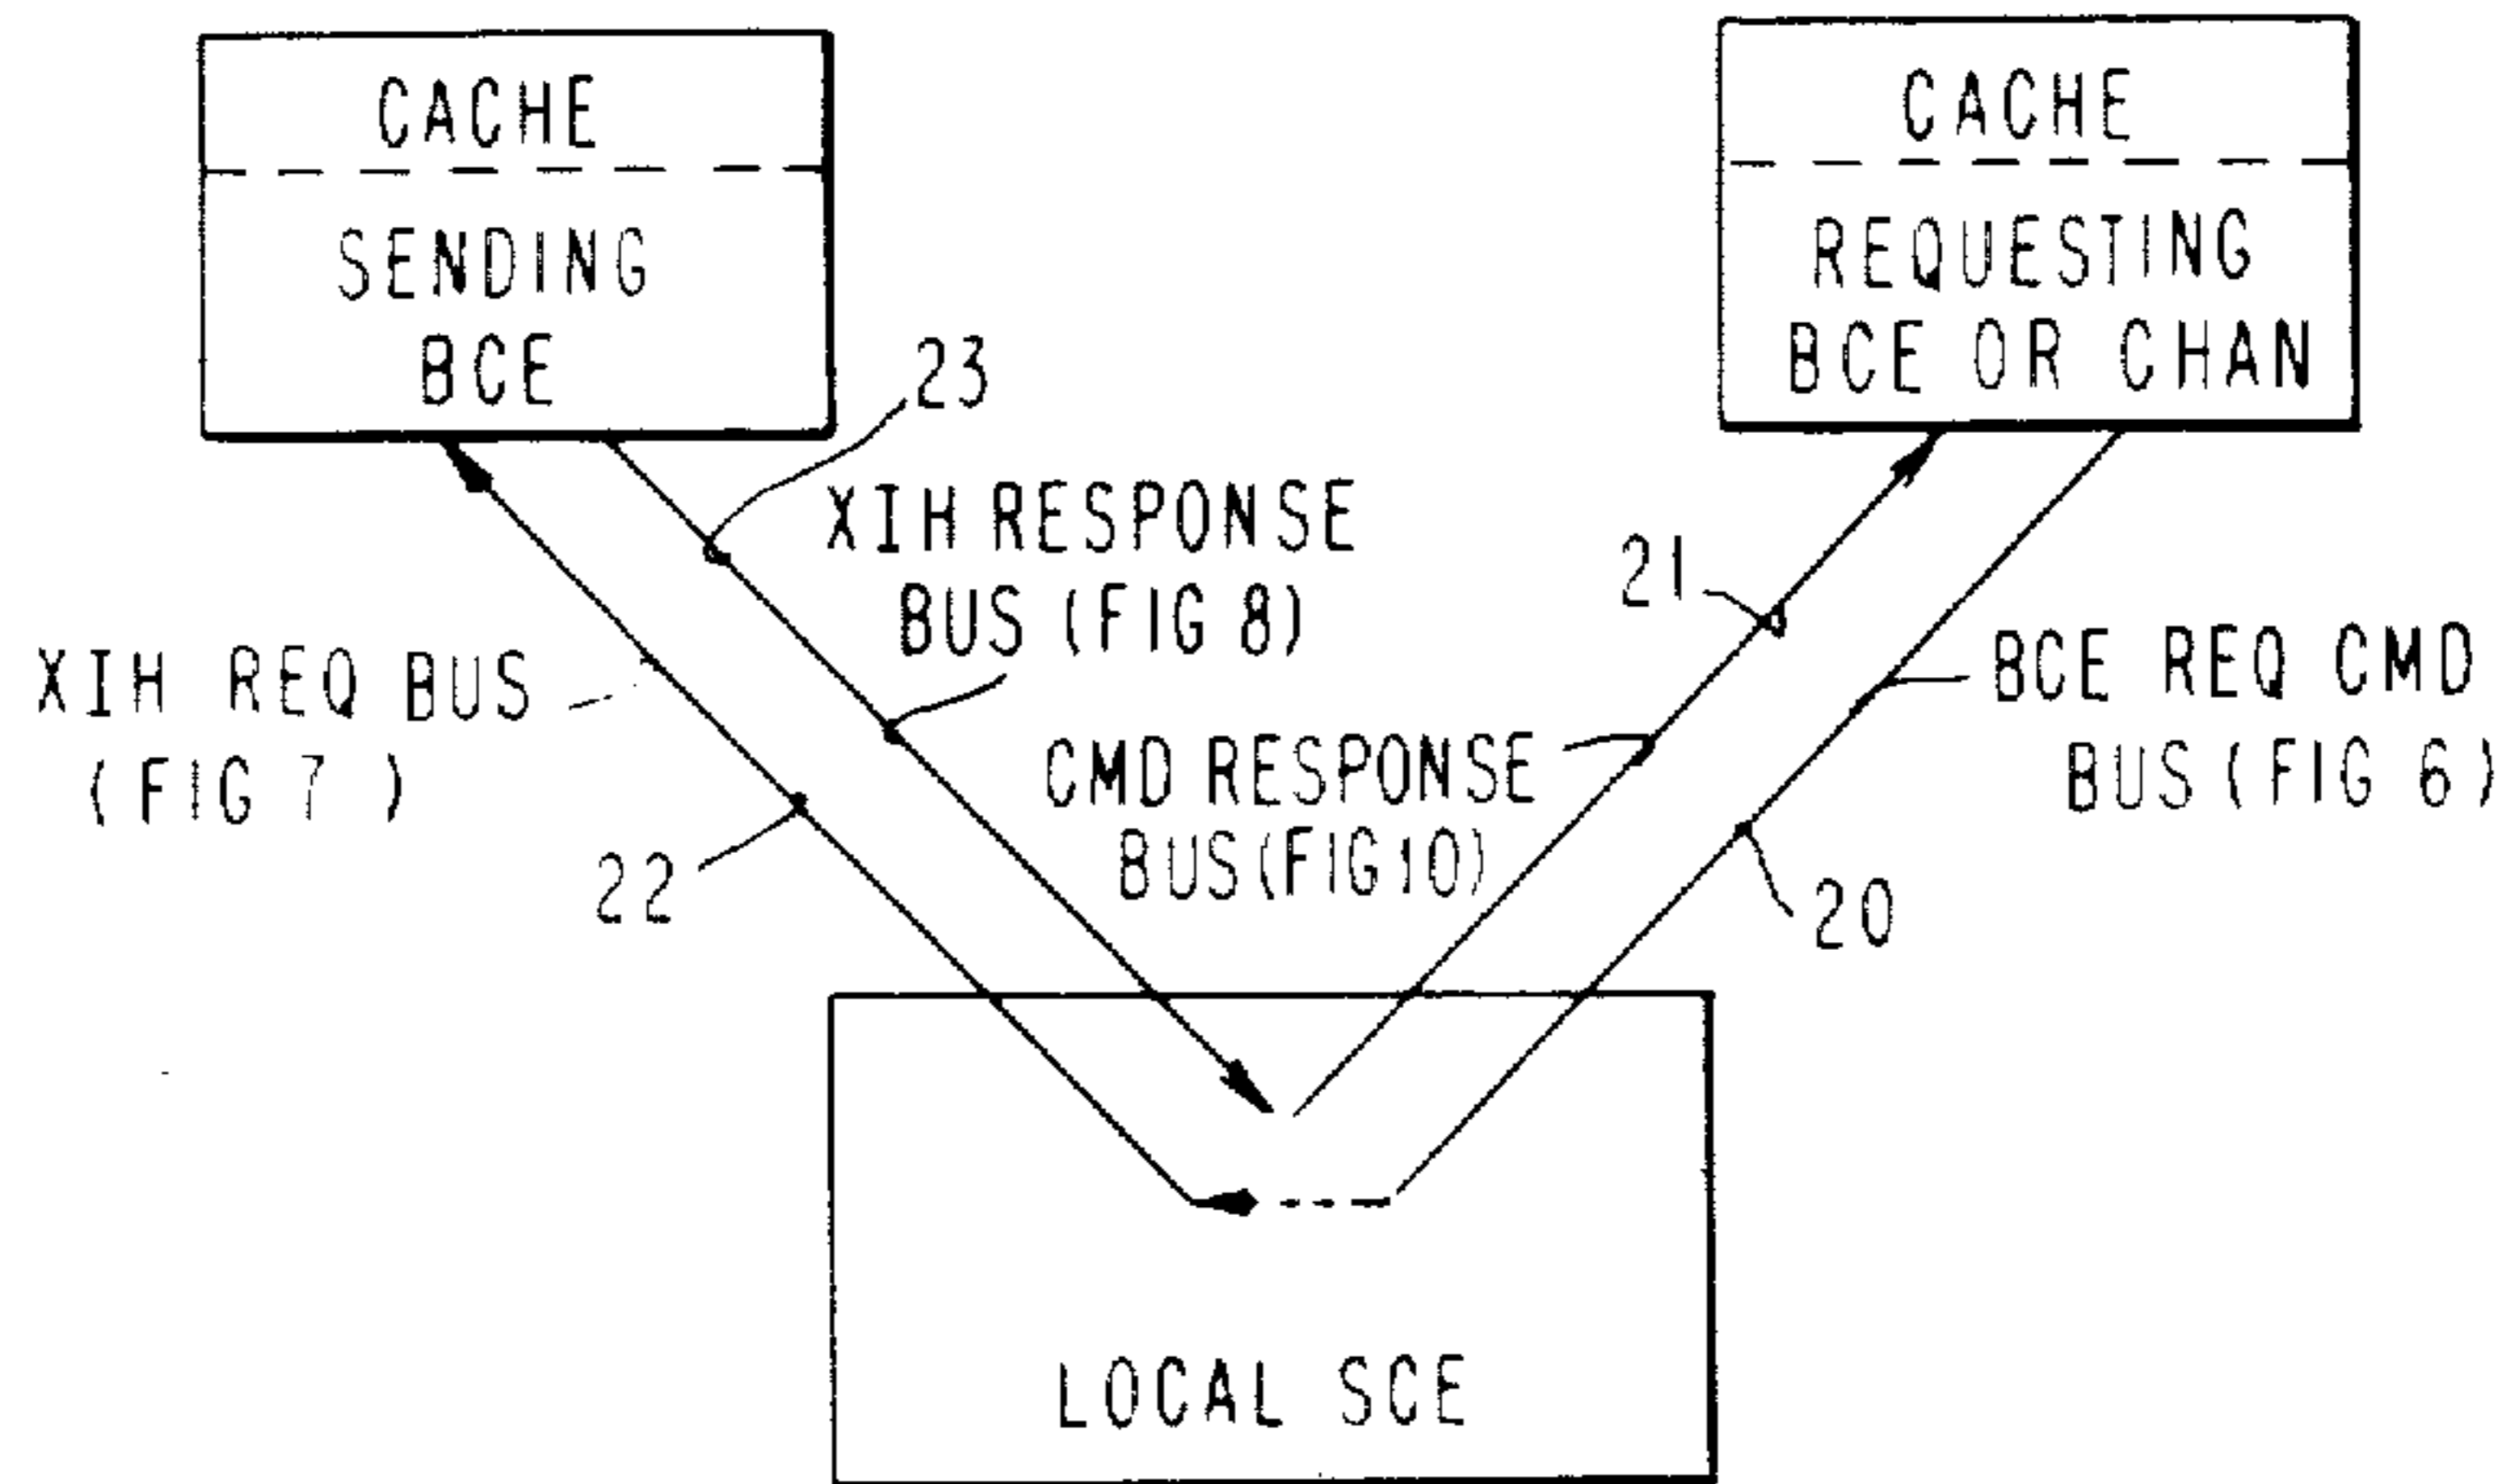 CACHE
SENDING
BCE
CACHE
REQUESTING
BCE OR CHAN
23
XIH RESPONSE
BUS (FIG 8)
21
XIH REQ BUS
(FIG 7)
22
CMD RESPONSE
BUS (FIG 10)
BCE REQ CMD
BUS (FIG 6)
20
LOCAL SCE